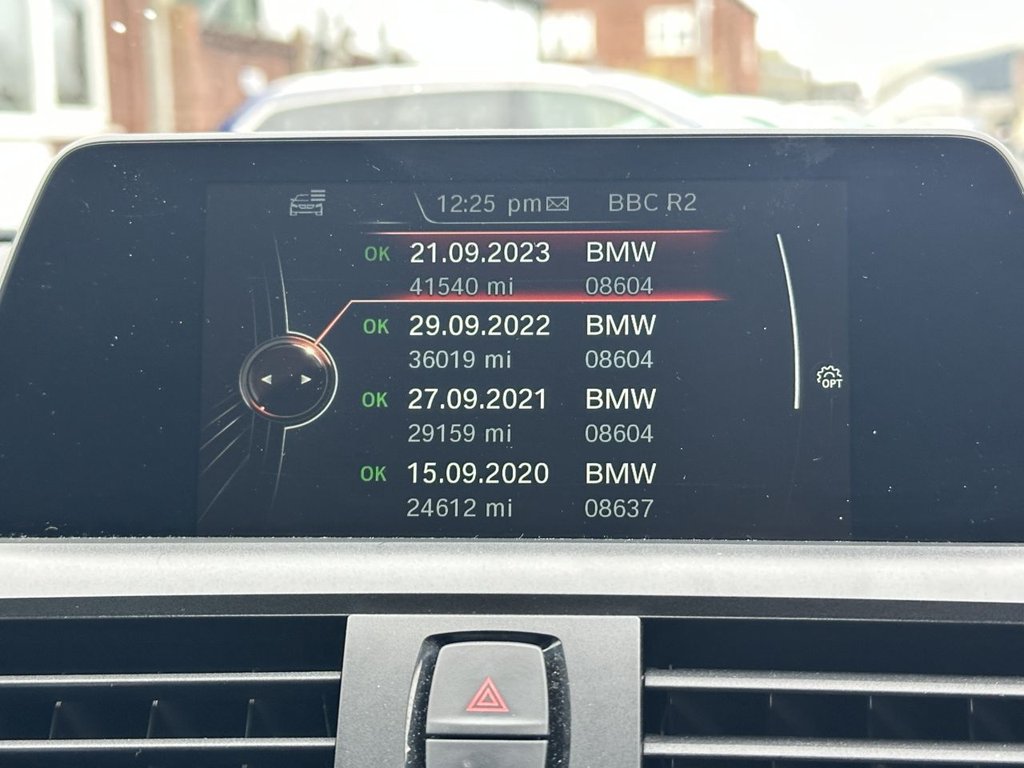 12:25 pm BBC R2
OK 21.09.2023 BMW
41540 mi 08604
OK 29.09.2022 BMW
36019 mi 08604
OK 27.09.2021 BMW
29159 mi 08604
OPT
OK 15.09.2020 BMW
24612 mi 08637